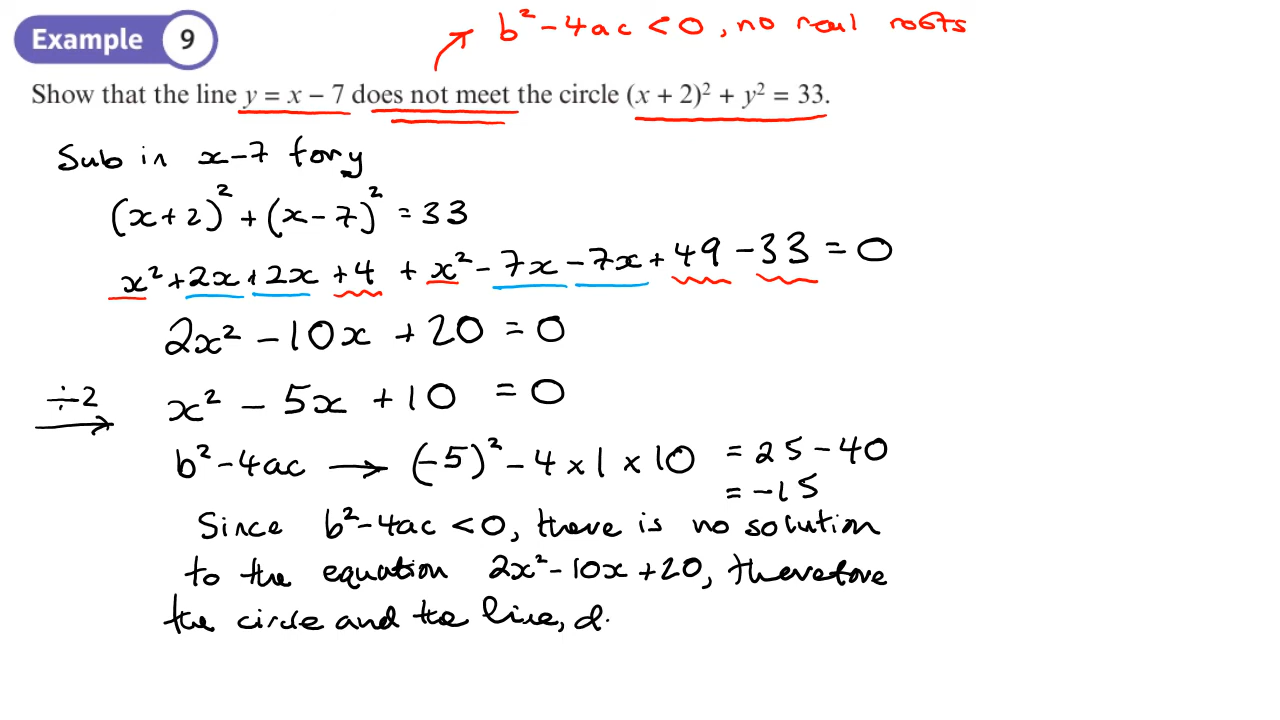 b² - 4ac < 0, no real roots
Example 9
Show that the line y = x − 7 does not meet the circle (x + 2)² + y² = 33.
Sub in x-7 for y
(x+2)² + (x-7)² = 33
x² + 2x + 2x + 4 + x² - 7x - 7x + 49 - 33 = 0
2x² - 10x + 20 = 0
÷2 x² - 5x + 10 = 0
b² - 4ac → (-5)² - 4 × 1 × 10 = 25 - 40
= -15
Since b² - 4ac < 0, there is no solution
to the equation 2x² - 10x + 20, therefore
the circle and the line, d